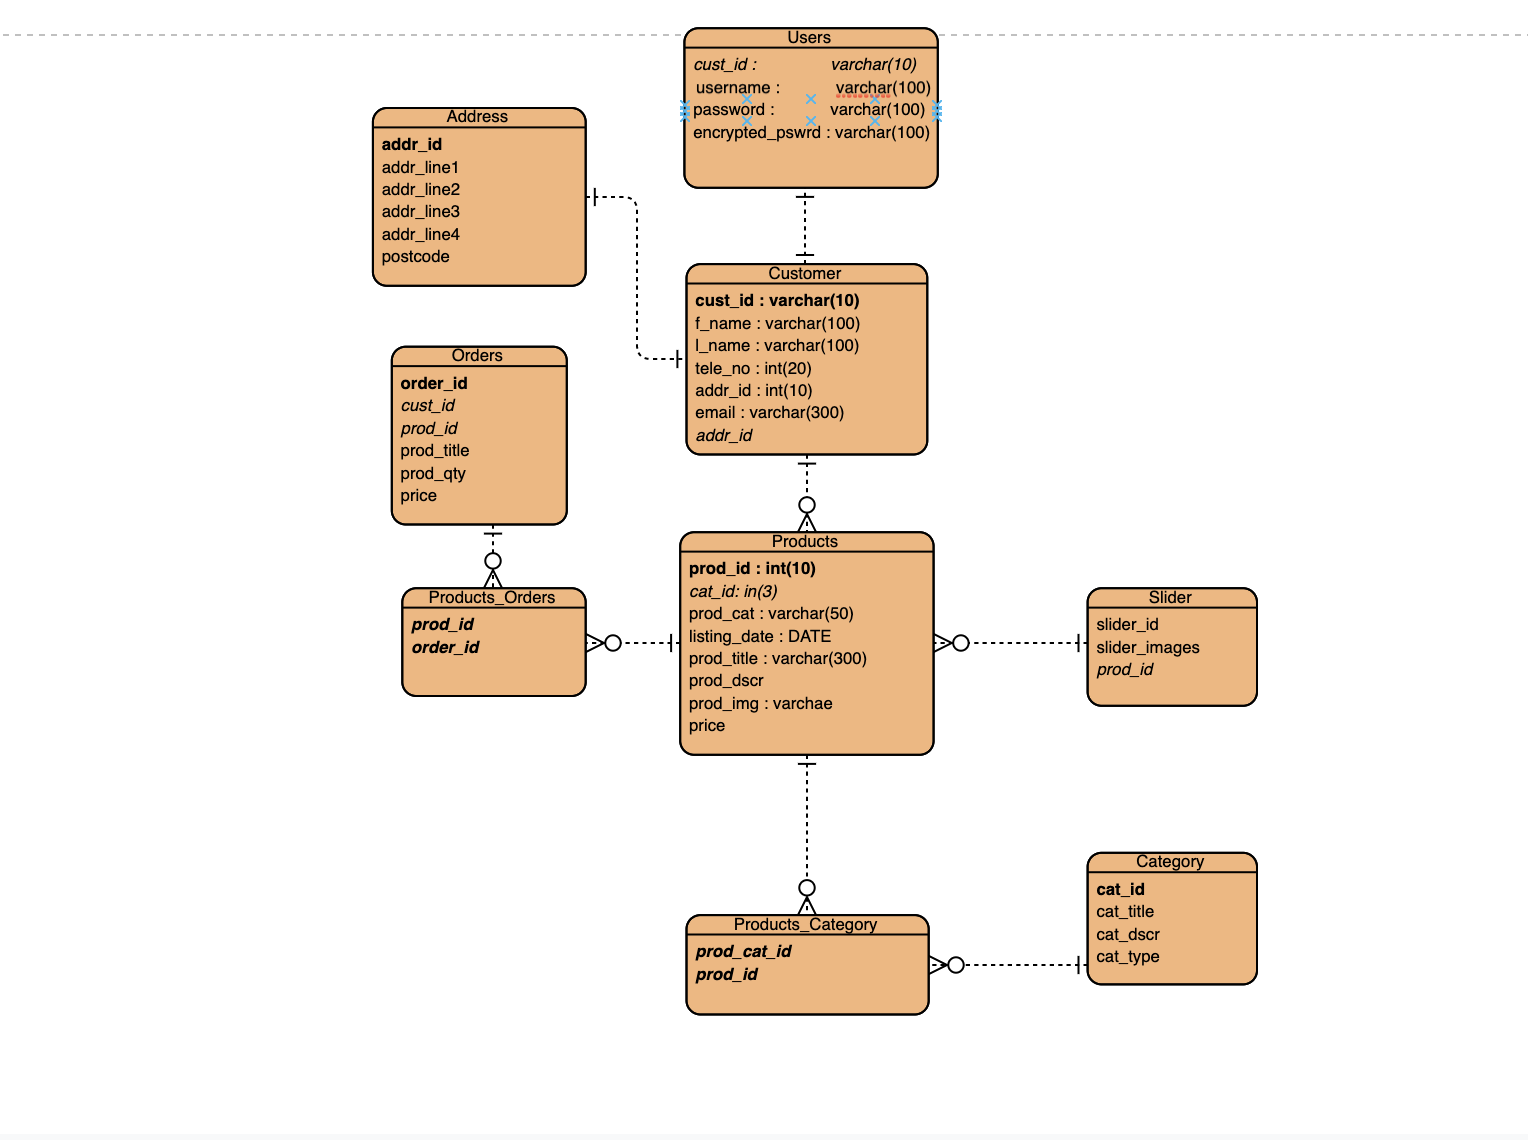 Users
cust_id : varchar(10)
username : varchar(100)
password : varchar(100)
encrypted_pswrd : varchar(100)
Address
addr_id
addr_line1
addr_line2
addr_line3
addr_line4
postcode
Customer
cust_id : varchar(10)
f_name : varchar(100)
l_name : varchar(100)
tele_no : int(20)
addr_id : int(10)
email : varchar(300)
addr_id
Orders
order_id
cust_id
prod_id
prod_title
prod_qty
price
Products
prod_id : int(10)
cat_id: in(3)
prod_cat : varchar(50)
listing_date : DATE
prod_title : varchar(300)
prod_dscr
prod_img : varchae
price
Products_Orders
prod_id
order_id
Slider
slider_id
slider_images
prod_id
Category
cat_id
cat_title
cat_dscr
cat_type
Products_Category
prod_cat_id
prod_id